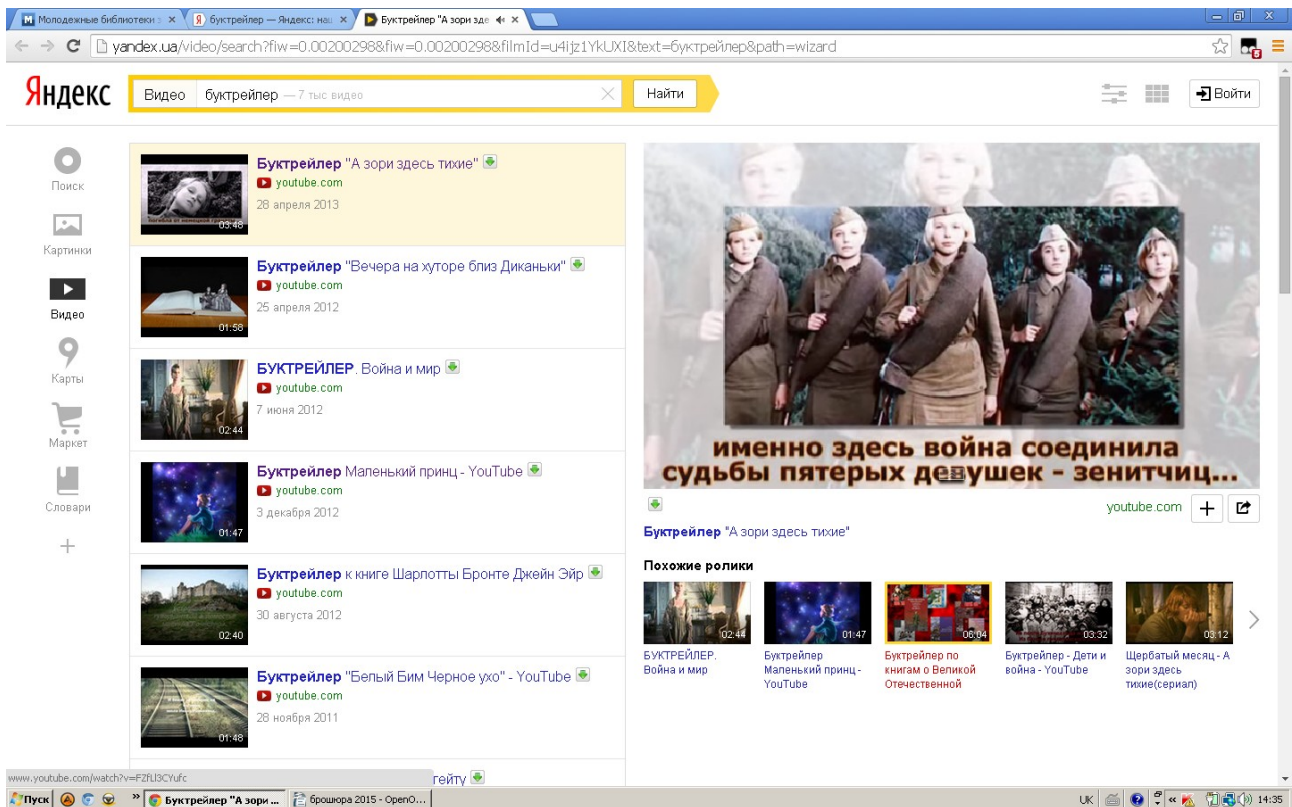 Молодежные библиотеки з
буктрейлер — Яндекс: наш
Буктрейлер "А зори зде
yandex.ua/video/search?fiw=0.00200298&fiw=0.00200298&filmId=u4ijz1YkUXI&text=буктрейлер&path=wizard
Яндекс
Видео
буктрейлер — 7 тыс видео
Найти
Войти
Поиск
Картинки
Видео
Карты
Маркет
Словари
Буктрейлер "А зори здесь тихие"
youtube.com
28 апреля 2013
03:48
Буктрейлер "Вечера на хуторе близ Диканьки"
youtube.com
25 апреля 2012
01:58
БУКТРЕЙЛЕР. Война и мир
youtube.com
7 июня 2012
02:44
Буктрейлер Маленький принц - YouTube
youtube.com
3 декабря 2012
01:47
Буктрейлер к книге Шарлотты Бронте Джейн Эйр
youtube.com
30 августа 2012
02:40
Буктрейлер "Белый Бим Черное ухо" - YouTube
youtube.com
28 ноября 2011
01:48
гейту
именно здесь война соединила
судьбы пятерых девушек - зенитчиц...
youtube.com
Буктрейлер "А зори здесь тихие"
Похожие ролики
02:44
БУКТРЕЙЛЕР.
Война и мир
01:47
Буктрейлер
Маленький принц -
YouTube
06:04
Буктрейлер по
книгам о Великой
Отечественной
03:32
Буктрейлер - Дети и
война - YouTube
03:12
Щербатый месяц - А
зори здесь
тихие(сериал)
www.youtube.com/watch?v=FZfLl3CYufc
Пуск
Буктрейлер "А зори ...
брошюра 2015 - OpenO...
UK
14:35